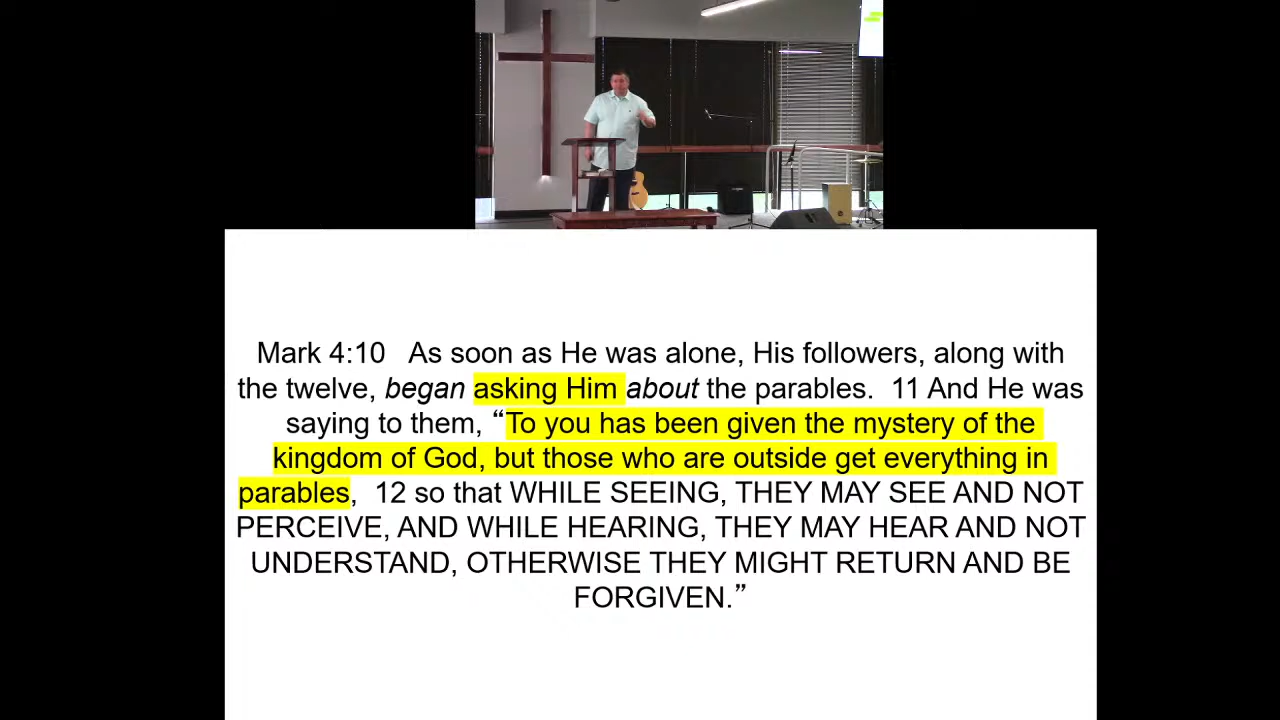 Mark 4:10 As soon as He was alone, His followers, along with
the twelve, began asking Him about the parables. 11 And He was
saying to them, “To you has been given the mystery of the
kingdom of God, but those who are outside get everything in
parables, 12 so that WHILE SEEING, THEY MAY SEE AND NOT
PERCEIVE, AND WHILE HEARING, THEY MAY HEAR AND NOT
UNDERSTAND, OTHERWISE THEY MIGHT RETURN AND BE
FORGIVEN.”